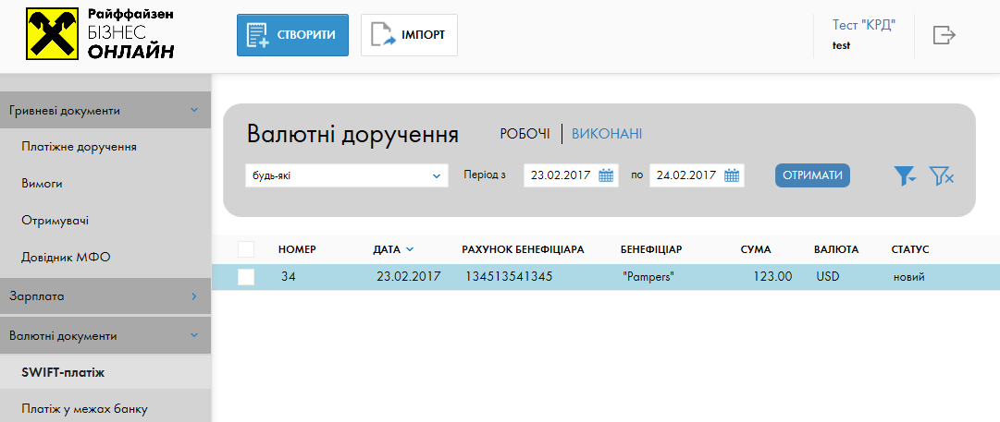 Райффайзен
БІЗНЕС
ОНЛАЙН
СТВОРИТИ
ІМПОРТ
Тест "КРД"
test
Гривневі документи
Платіжне доручення
Вимоги
Отримувачі
Довідник МФО
Зарплата
Валютні документи
SWIFT-платіж
Платіж у межах банку
Валютні доручення РОБОЧІ | ВИКОНАНІ
будь-які Період з 23.02.2017 по 24.02.2017 ОТРИМАТИ
НОМЕР ДАТА РАХУНОК БЕНЕФІЦІАРА БЕНЕФІЦІАР СУМА ВАЛЮТА СТАТУС
34 23.02.2017 134513541345 "Pampers" 123.00 USD новий